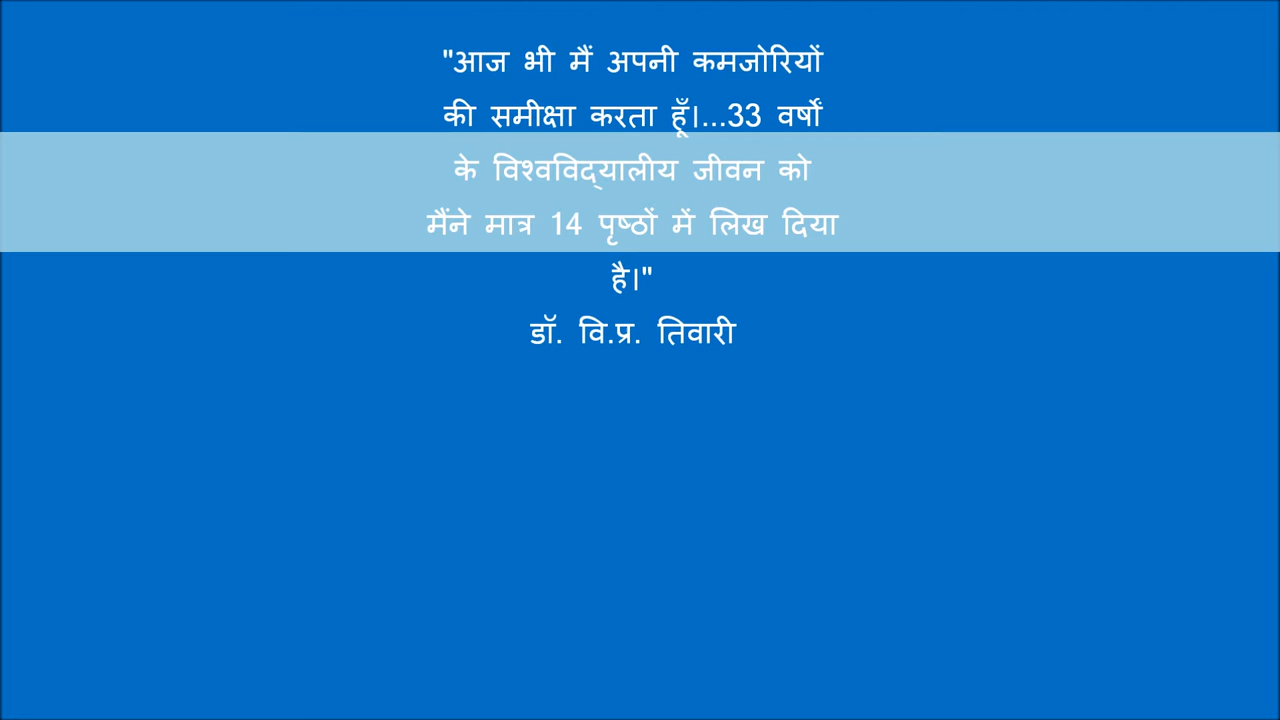 "आज भी मैं अपनी कमजोरियों
की समीक्षा करता हूँ।...33 वर्षों
के विश्वविद्यालीय जीवन को
मैंने मात्र 14 पृष्ठों में लिख दिया
है।"
डॉ. वि.प्र. तिवारी